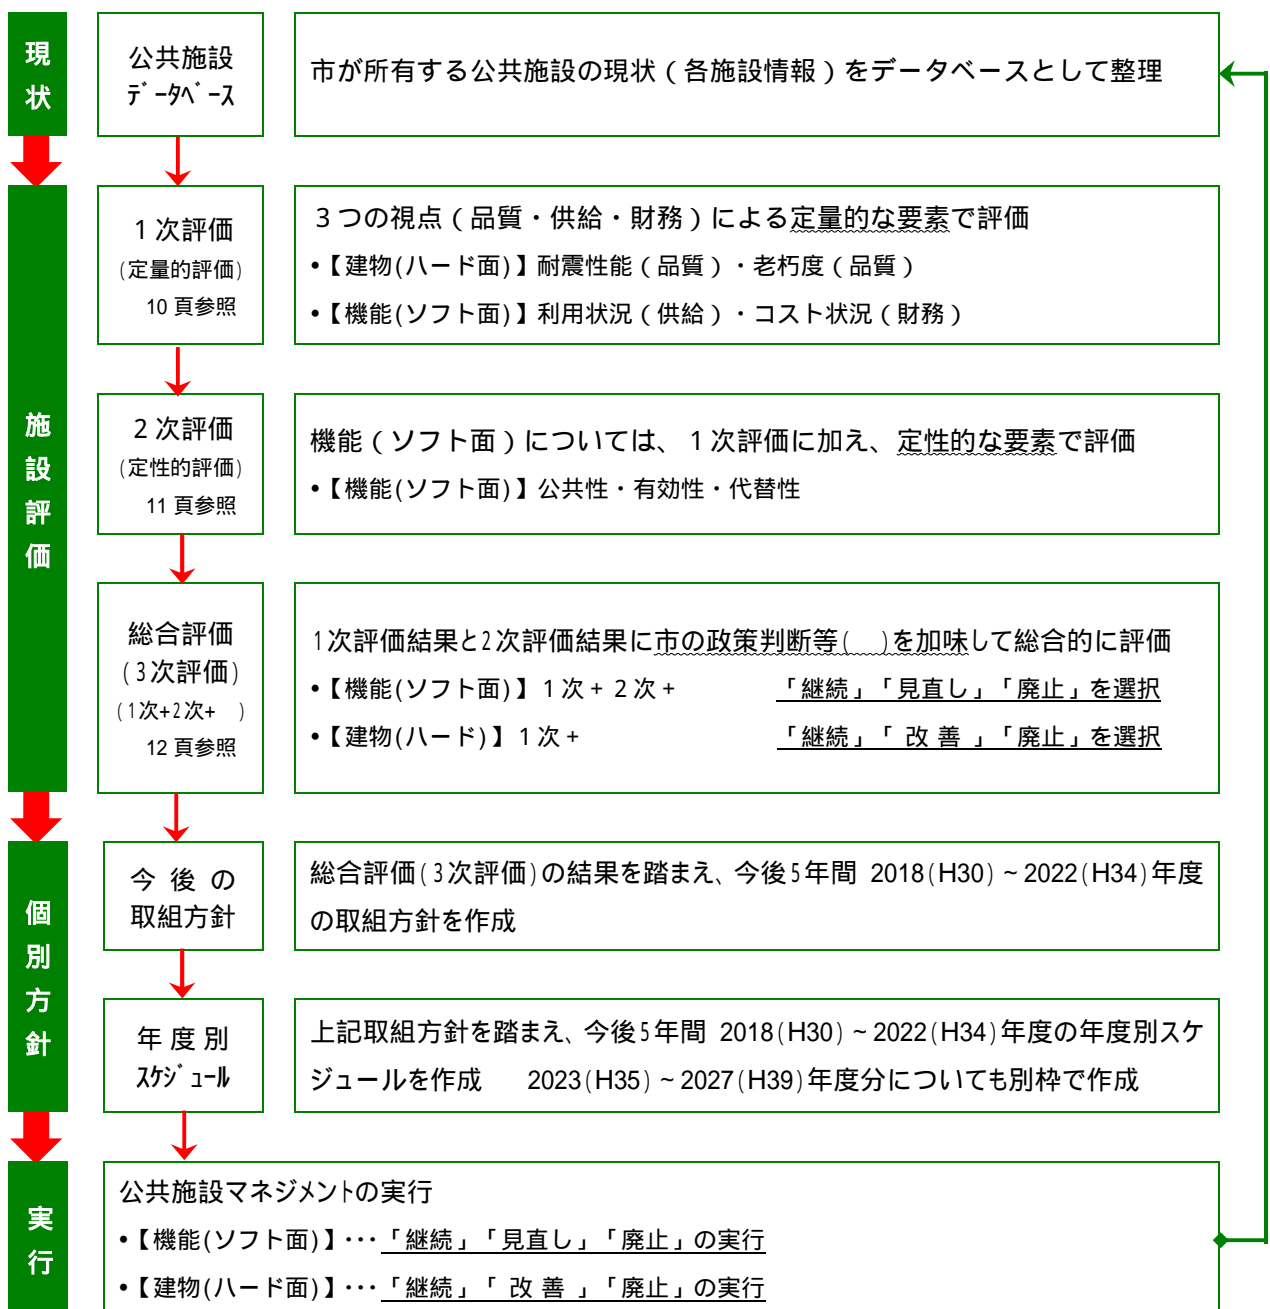 現状
公共施設
ﾃﾞｰﾀﾍﾞｰｽ
市が所有する公共施設の現状（各施設情報）をデータベースとして整理
施設評価
１次評価
(定量的評価)
10 頁参照
３つの視点（品質・供給・財務）による定量的な要素で評価
•【建物(ハード面)】耐震性能（品質）・老朽度（品質）
•【機能(ソフト面)】利用状況（供給）・コスト状況（財務）
２次評価
(定性的評価)
11 頁参照
機能（ソフト面）については、１次評価に加え、定性的な要素で評価
•【機能(ソフト面)】公共性・有効性・代替性
総合評価
(３次評価)
(1次+2次+　)
12 頁参照
1次評価結果と2次評価結果に市の政策判断等(　)を加味して総合的に評価
•【機能(ソフト面)】１次＋２次＋　　　「継続」「見直し」「廃止」を選択
•【建物(ハード)】１次＋　　　「継続」「 改 善 」「廃止」を選択
個別方針
今 後 の
取組方針
総合評価(３次評価)の結果を踏まえ、今後5年間 2018(H30)～2022(H34)年度
の取組方針を作成
年 度 別
ｽｹｼﾞｭｰﾙ
上記取組方針を踏まえ、今後5年間 2018(H30)～2022(H34)年度の年度別スケ
ジュールを作成　2023(H35)～2027(H39)年度分についても別枠で作成
実行
公共施設マネジメントの実行
•【機能(ソフト面)】･･･「継続」「見直し」「廃止」の実行
•【建物(ハード面)】･･･「継続」「 改 善 」「廃止」の実行